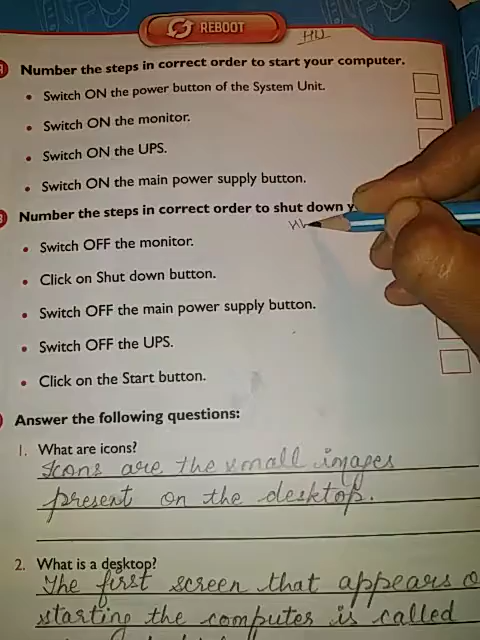 REBOOT
HW
Number the steps in correct order to start your computer.
• Switch ON the power button of the System Unit.
• Switch ON the monitor.
• Switch ON the UPS.
• Switch ON the main power supply button.
Number the steps in correct order to shut down
• Switch OFF the monitor.
• Click on Shut down button.
• Switch OFF the main power supply button.
• Switch OFF the UPS.
• Click on the Start button.
Answer the following questions:
1. What are icons?
Icons are the small images
present on the desktop.
2. What is a desktop?
The first screen that appears
starting the computer is called